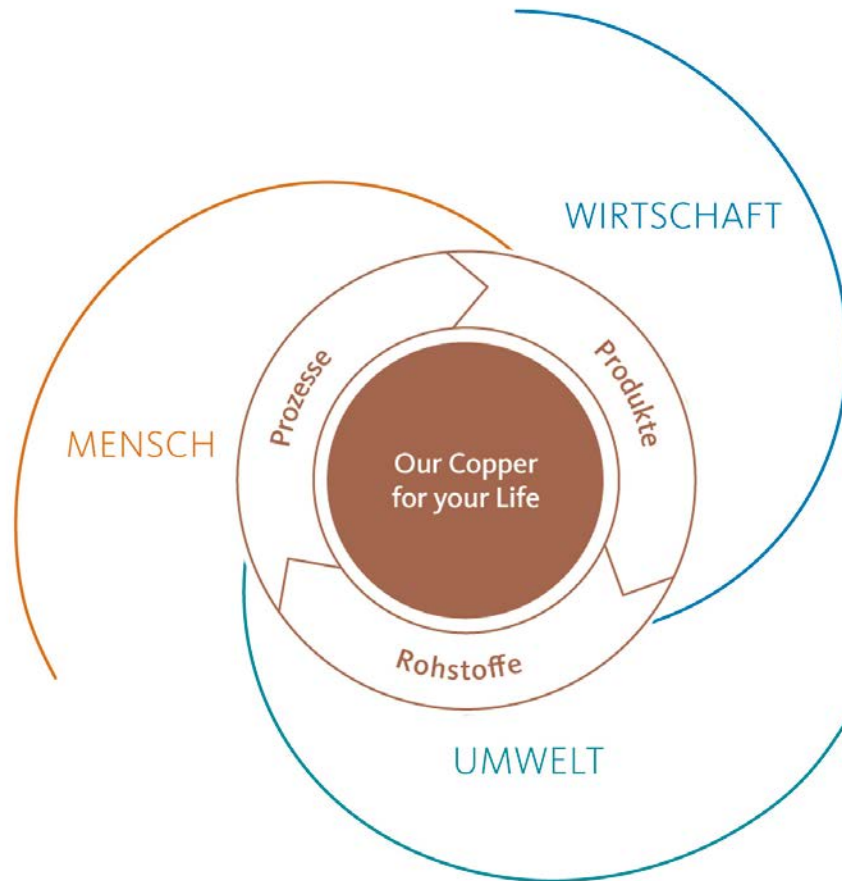 WIRTSCHAFT
Prozesse
Produkte
MENSCH
Our Copper
for your Life
Rohstoffe
UMWELT